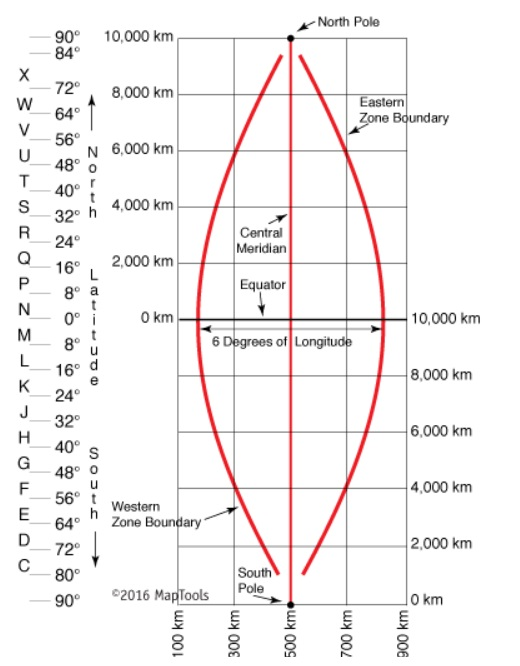 North Pole
90°
10,000 km
84°
X
72°
8,000 km
Eastern
Zone Boundary
W
64°
V
56°
6,000 km
U
48°
North
T
40°
4,000 km
S
32°
Central
Meridian
R
24°
2,000 km
Q
16°
Latitude
Equator
P
8°
N
0°
0 km
10,000 km
M
8°
6 Degrees of Longitude
L
16°
8,000 km
K
24°
J
32°
6,000 km
H
40°
South
G
48°
4,000 km
F
56°
Western
Zone Boundary
E
64°
D
72°
2,000 km
C
80°
South
Pole
©2016 MapTools
90°
0 km
100 km
300 km
500 km
700 km
900 km